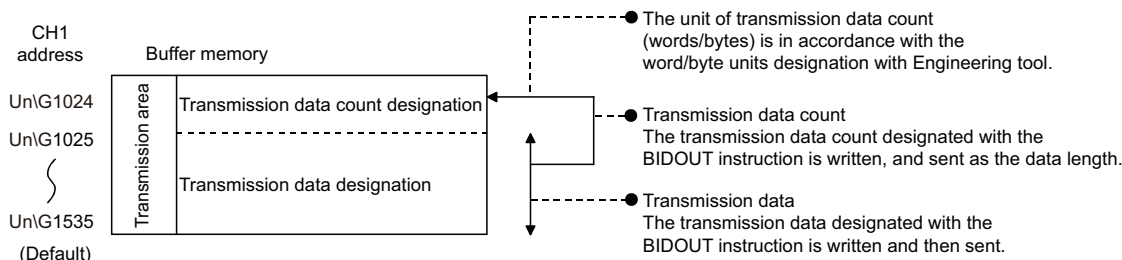 CH1
address
Buffer memory
Un\G1024
Un\G1025
Un\G1535
(Default)
Transmission area
Transmission data count designation
Transmission data designation
The unit of transmission data count
(words/bytes) is in accordance with the
word/byte units designation with Engineering tool.
Transmission data count
The transmission data count designated with the
BIDOUT instruction is written, and sent as the data length.
Transmission data
The transmission data designated with the
BIDOUT instruction is written and then sent.